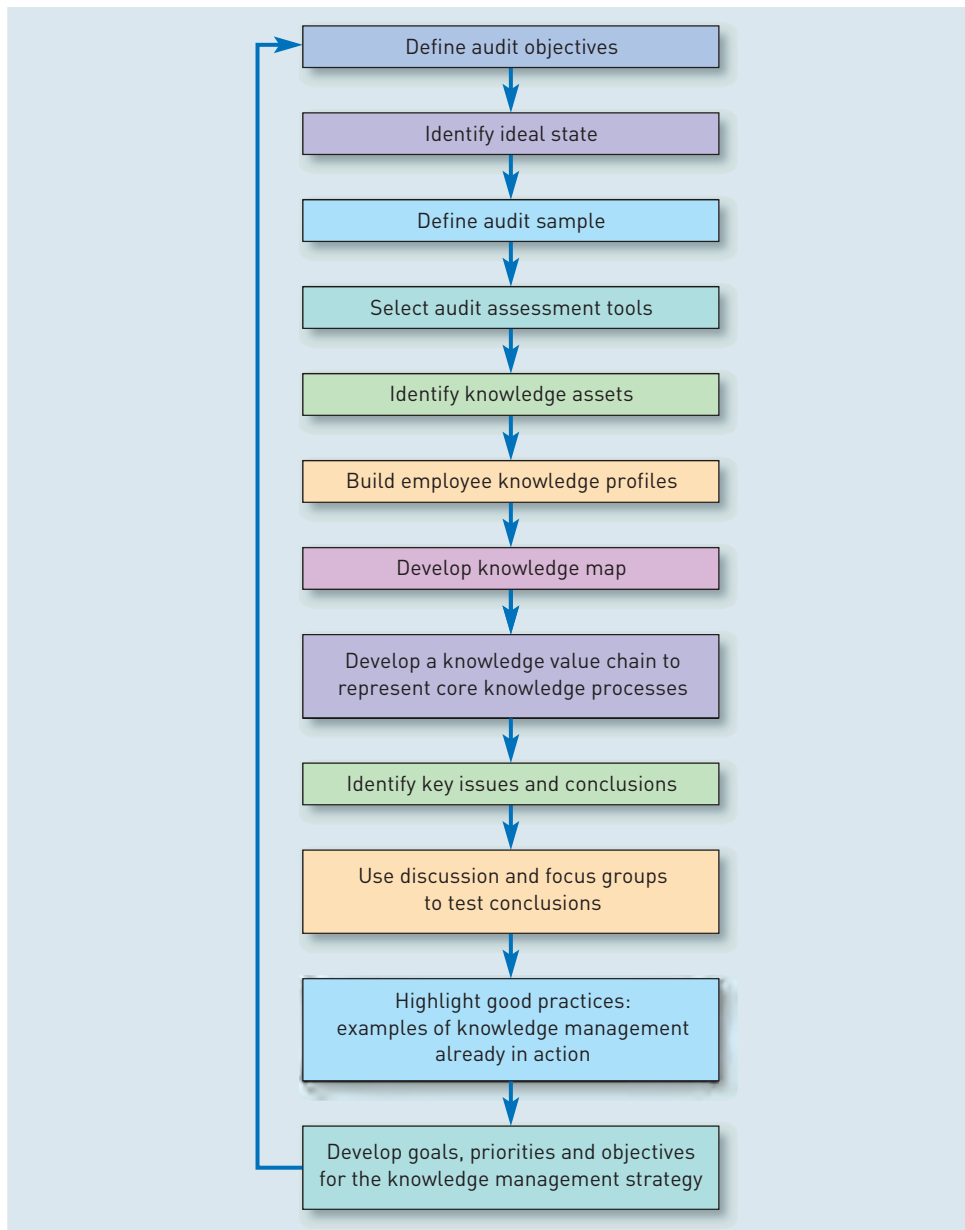 Define audit objectives
Identify ideal state
Define audit sample
Select audit assessment tools
Identify knowledge assets
Build employee knowledge profiles
Develop knowledge map
Develop a knowledge value chain to
represent core knowledge processes
Identify key issues and conclusions
Use discussion and focus groups
to test conclusions
Highlight good practices:
examples of knowledge management
already in action
Develop goals, priorities and objectives
for the knowledge management strategy